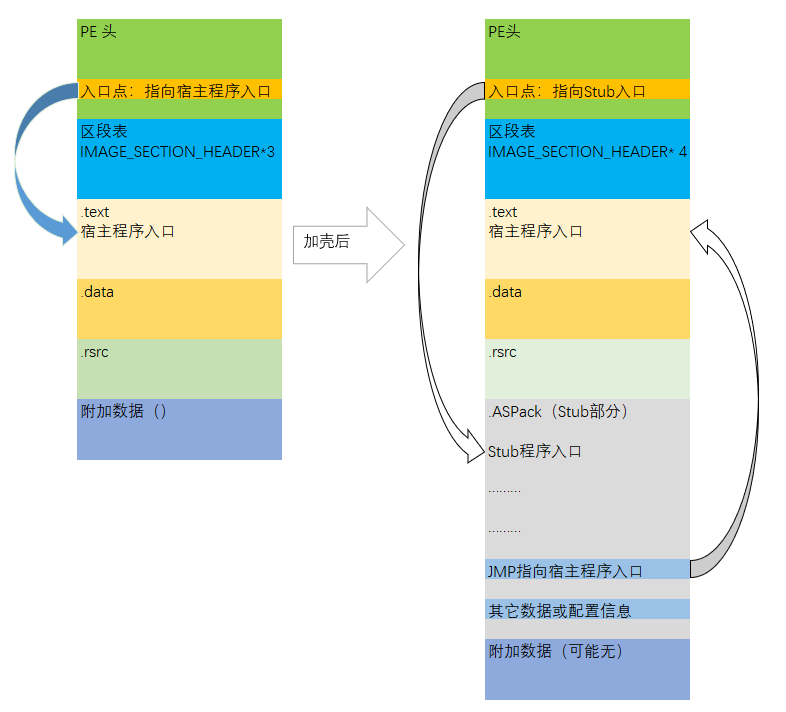 PE 头
入口点：指向宿主程序入口
区段表
IMAGE_SECTION_HEADER*3
.text
宿主程序入口
.data
.rsrc
附加数据（）
加壳后
PE头
入口点：指向Stub入口
区段表
IMAGE_SECTION_HEADER* 4
.text
宿主程序入口
.data
.rsrc
.ASPack（Stub部分）
Stub程序入口
………
………
JMP指向宿主程序入口
其它数据或配置信息
附加数据（可能无）